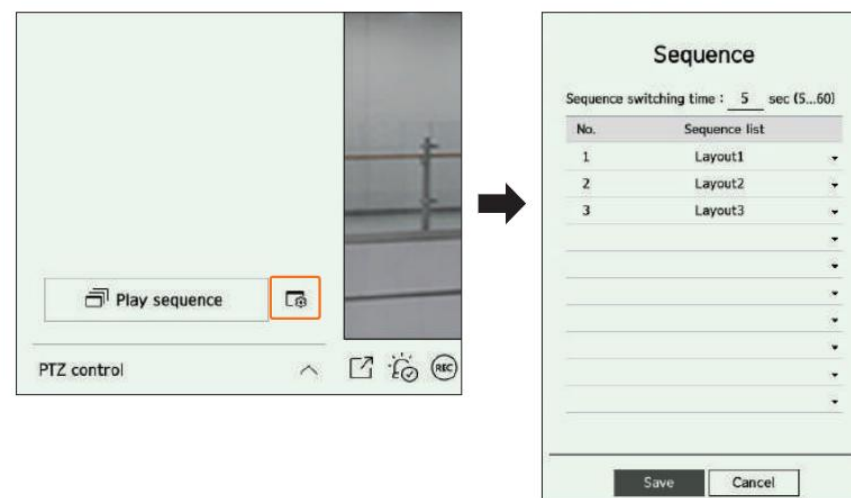 Play sequence
PTZ control
REC
Sequence
Sequence switching time : 5 sec (5...60)
No. Sequence list
1 Layout1
2 Layout2
3 Layout3
Save Cancel